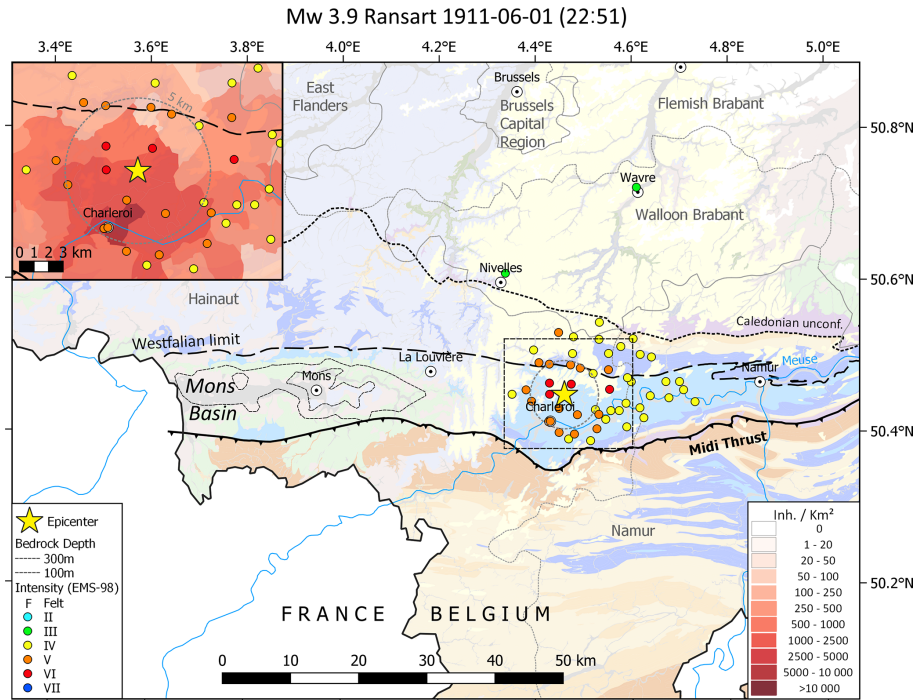 Mw 3.9 Ransart 1911-06-01 (22:51)
3.4°E 3.6°E 3.8°E 4.0°E 4.2°E 4.4°E 4.6°E 4.8°E 5.0°E
5 km
Charleroi
0 1 2 3 km
East
Flanders
Brussels
Brussels
Capital
Region
Flemish Brabant
50.8°N
Wavre
Walloon Brabant
Nivelles
50.6°N
Hainaut
Caledonian unconf.
Westfalian limit
La Louvière
Meuse
Namur
Mons
Mons
Basin
Charleroi
50.4°N
Midi Thrust
Namur
50.2°N
FRANCE
BELGIUM
0 10 20 30 40 50 km
Epicenter
Bedrock Depth
300m
100m
Intensity (EMS-98)
F Felt
II
III
IV
V
VI
VII
Inh. / Km²
0
1 - 20
20 - 50
50 - 100
100 - 250
250 - 500
500 - 1000
1000 - 2500
2500 - 5000
5000 - 10 000
>10 000